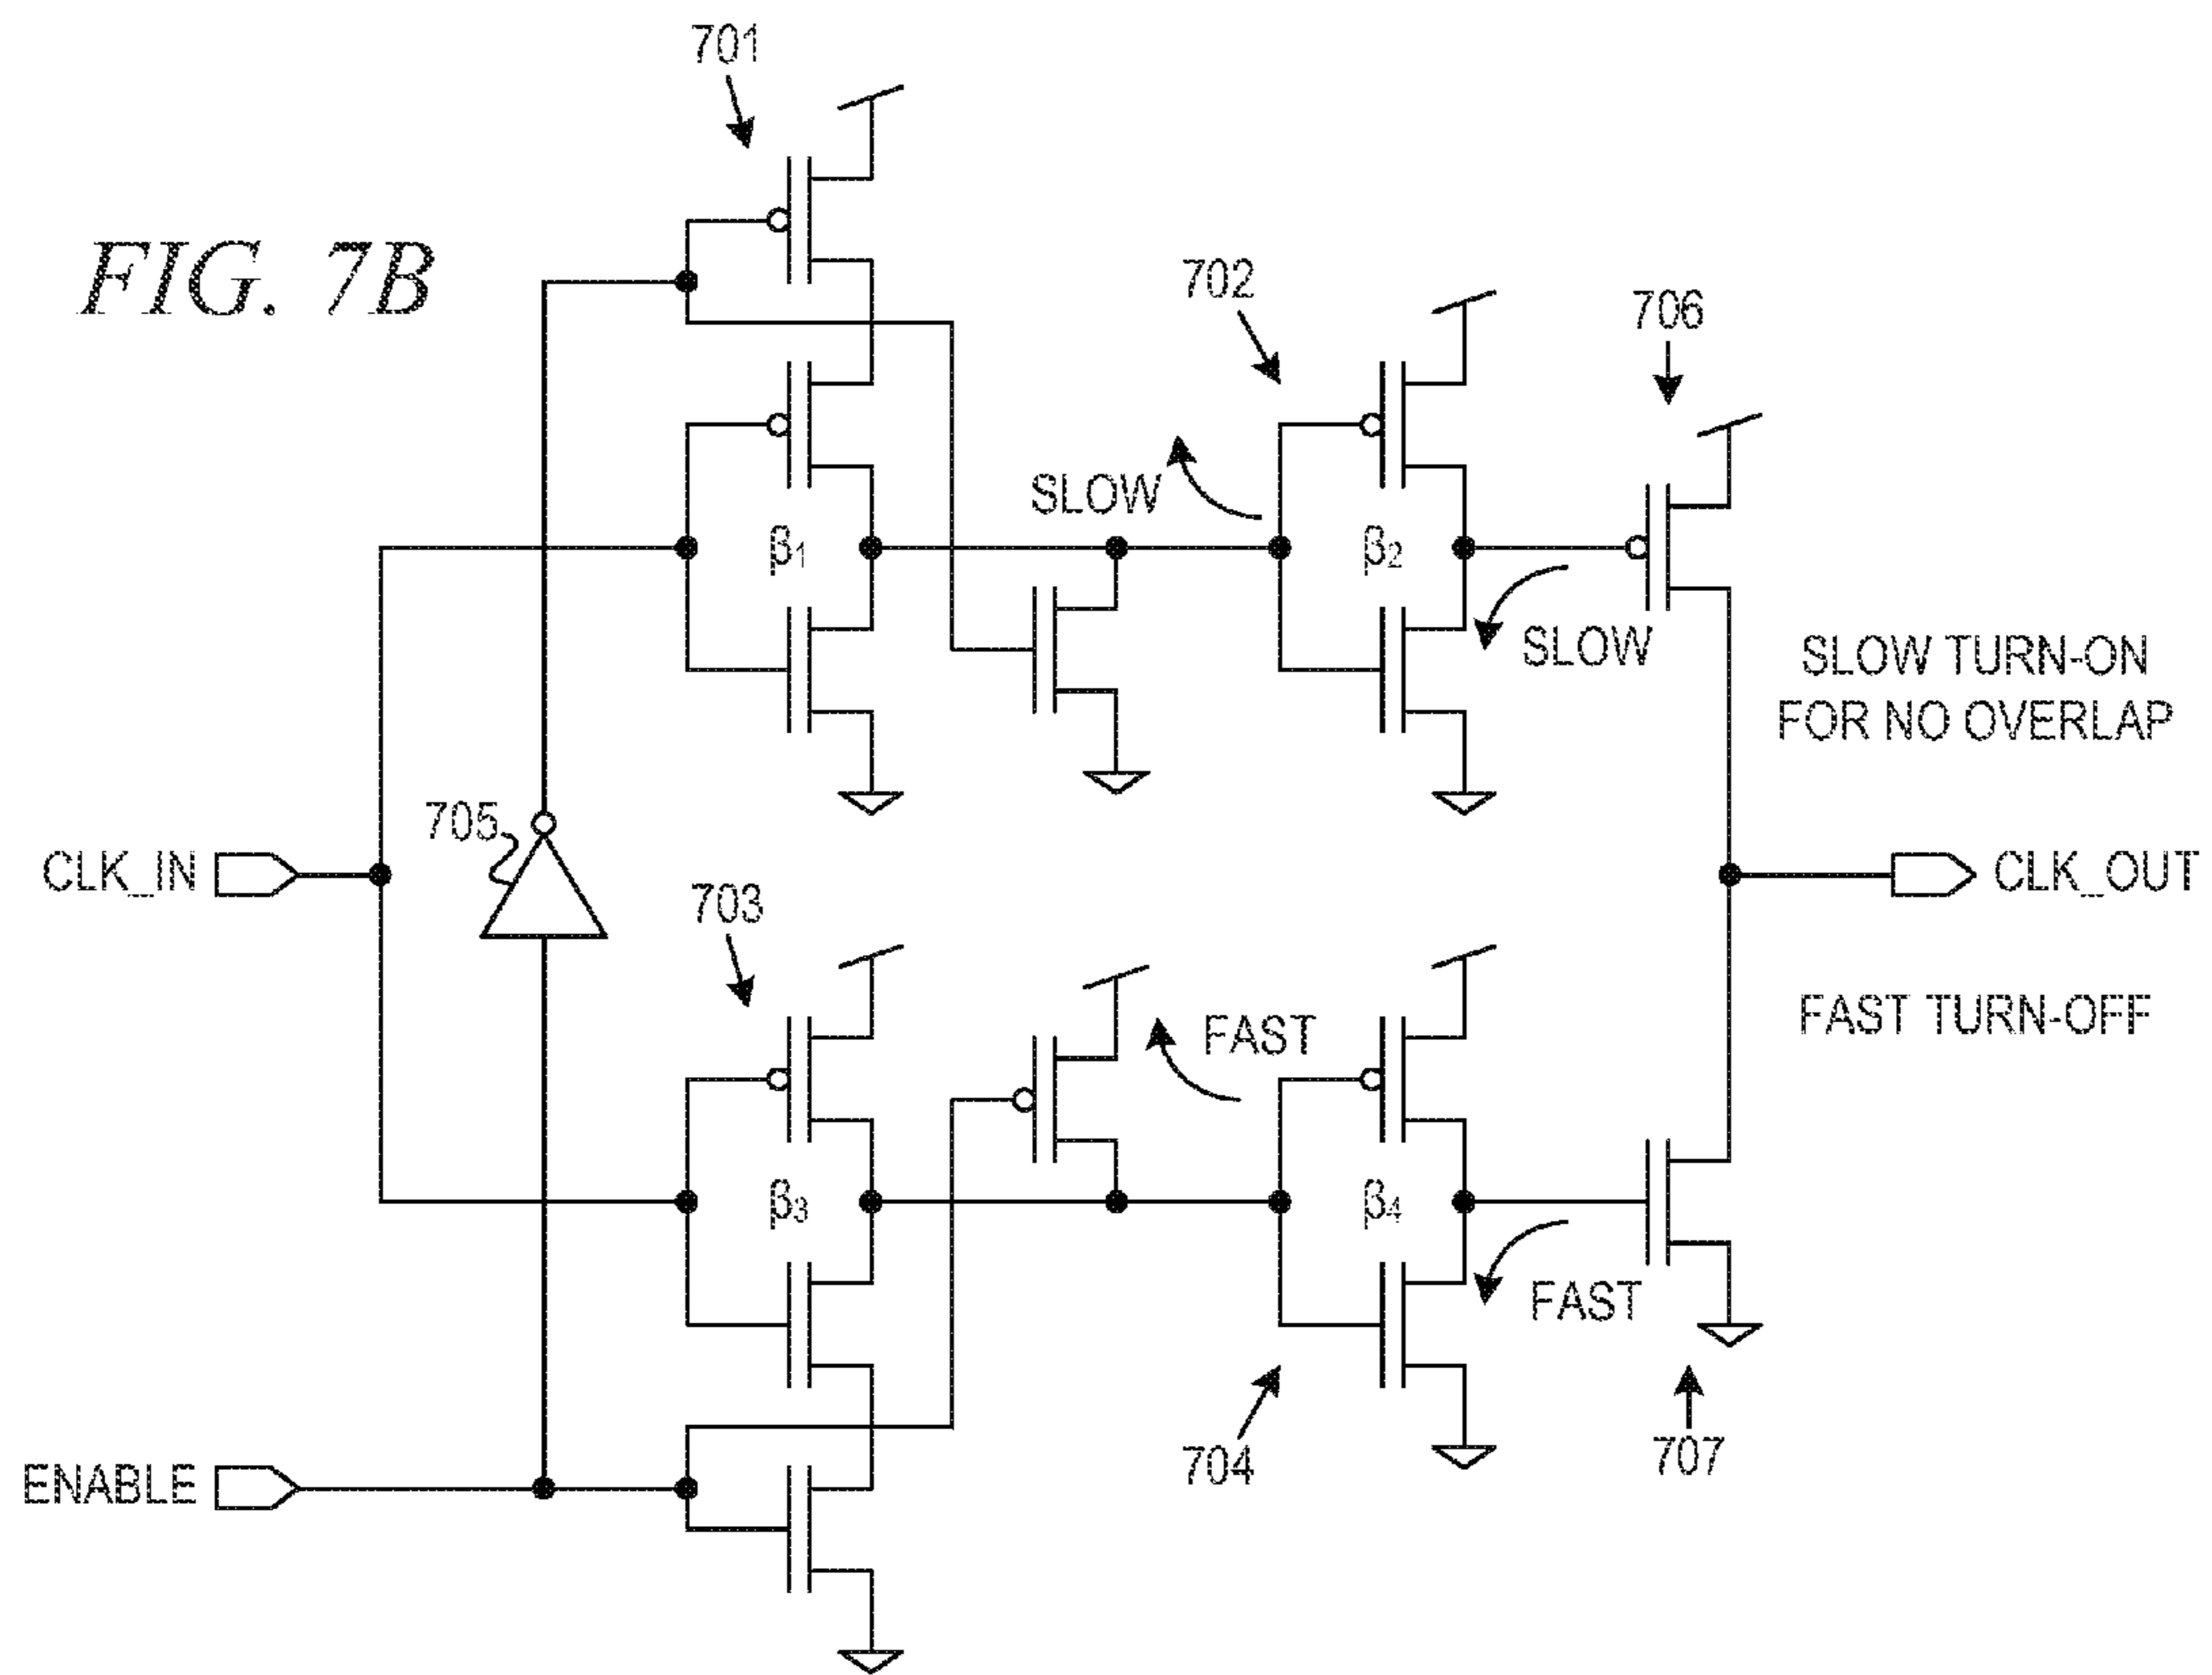 701
FIG. 7B
702
706
SLOW
β₁
β₂
SLOW
SLOW TURN-ON
FOR NO OVERLAP
705
CLK_IN
CLK_OUT
703
FAST
FAST TURN-OFF
β₃
β₄
FAST
704
707
ENABLE